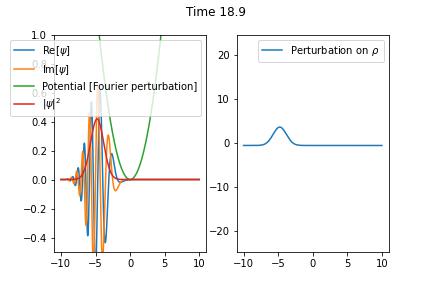 Time 18.9
Re[ψ]
Im[ψ]
Potential [Fourier perturbation]
|ψ|²
1.0
0.8
0.6
0.4
0.2
0.0
−0.2
−0.4
−10 −5 0 5 10
Perturbation on ρ
20
10
0
−10
−20
−10 −5 0 5 10